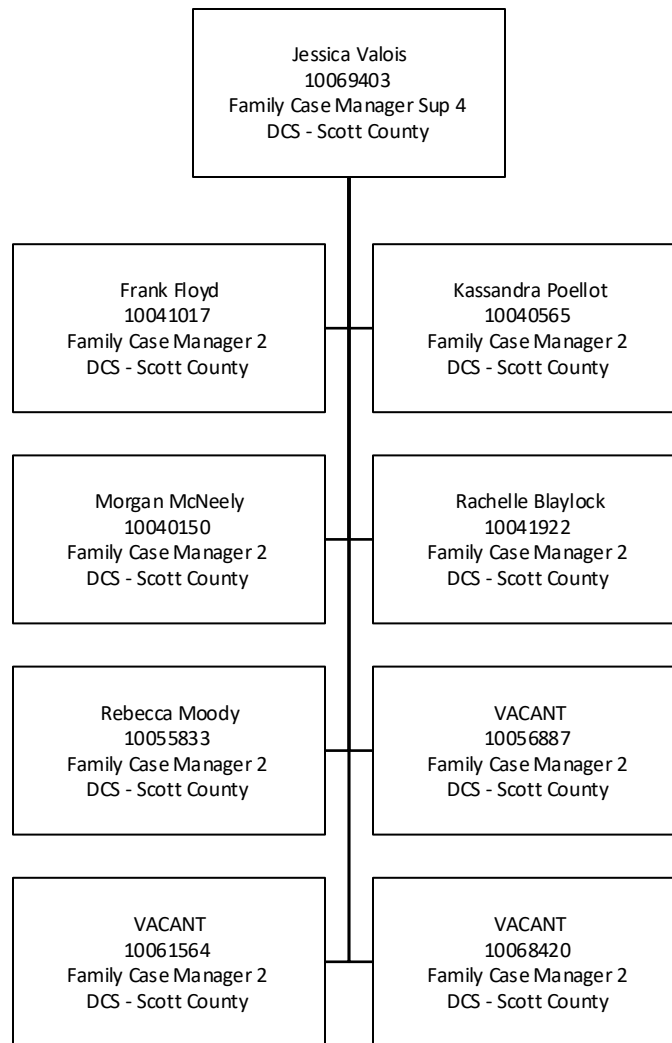 Jessica Valois
10069403
Family Case Manager Sup 4
DCS - Scott County
Frank Floyd
10041017
Family Case Manager 2
DCS - Scott County
Kassandra Poellot
10040565
Family Case Manager 2
DCS - Scott County
Morgan McNeely
10040150
Family Case Manager 2
DCS - Scott County
Rachelle Blaylock
10041922
Family Case Manager 2
DCS - Scott County
Rebecca Moody
10055833
Family Case Manager 2
DCS - Scott County
VACANT
10056887
Family Case Manager 2
DCS - Scott County
VACANT
10061564
Family Case Manager 2
DCS - Scott County
VACANT
10068420
Family Case Manager 2
DCS - Scott County